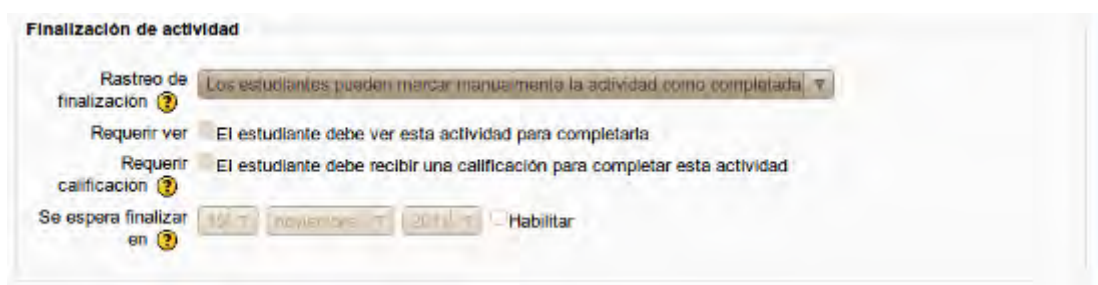 Finalización de actividad
Rastreo de finalización
Los estudiantes pueden marcar manualmente la actividad como completada
Requerir ver
El estudiante debe ver esta actividad para completarla
Requerir calificación
El estudiante debe recibir una calificación para completar esta actividad
Se espera finalizar en
noviembre
Habilitar